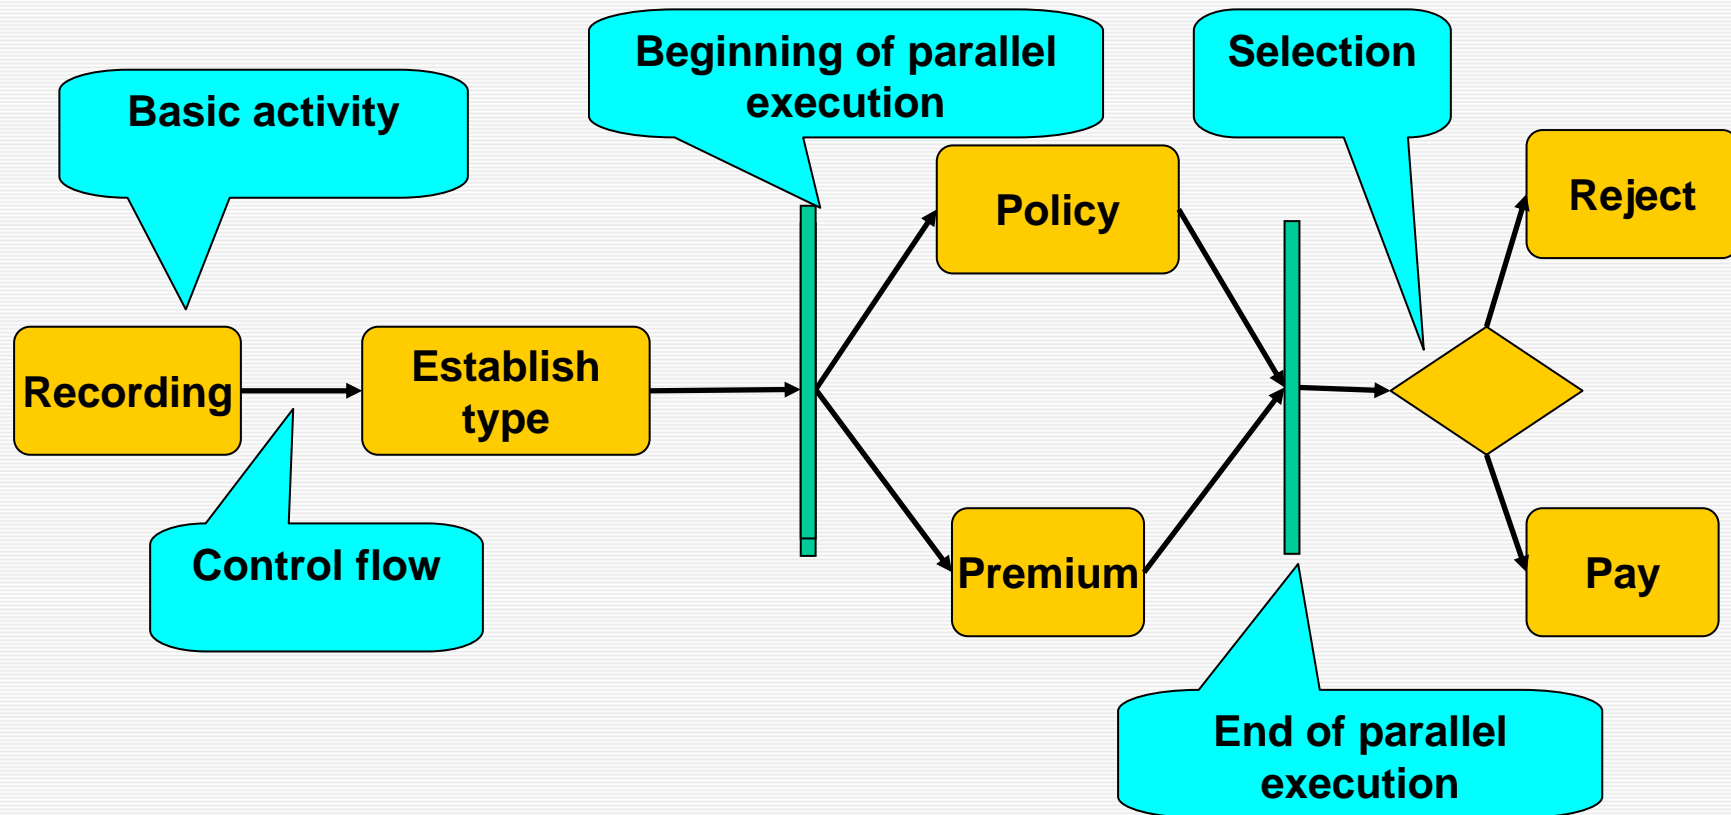 Beginning of parallel
execution
Selection
Basic activity
Policy
Reject
Recording
Establish
type
Control flow
Premium
Pay
End of parallel
execution